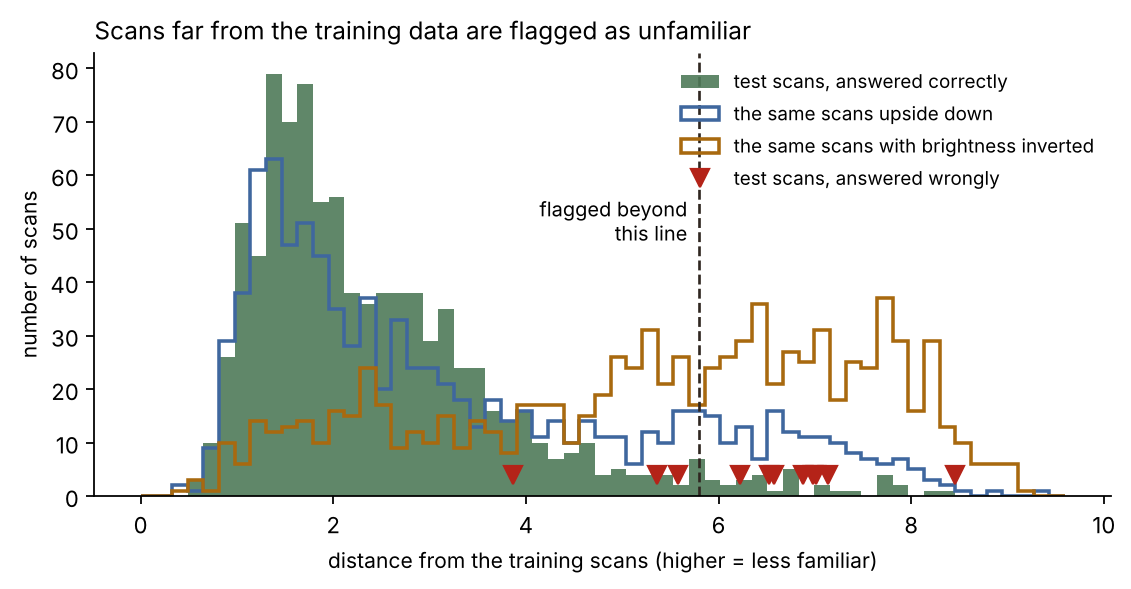 Scans far from the training data are flagged as unfamiliar
80
70
60
50
40
30
20
10
0
number of scans
test scans, answered correctly
the same scans upside down
the same scans with brightness inverted
test scans, answered wrongly
flagged beyond
this line
0 2 4 6 8 10
distance from the training scans (higher = less familiar)